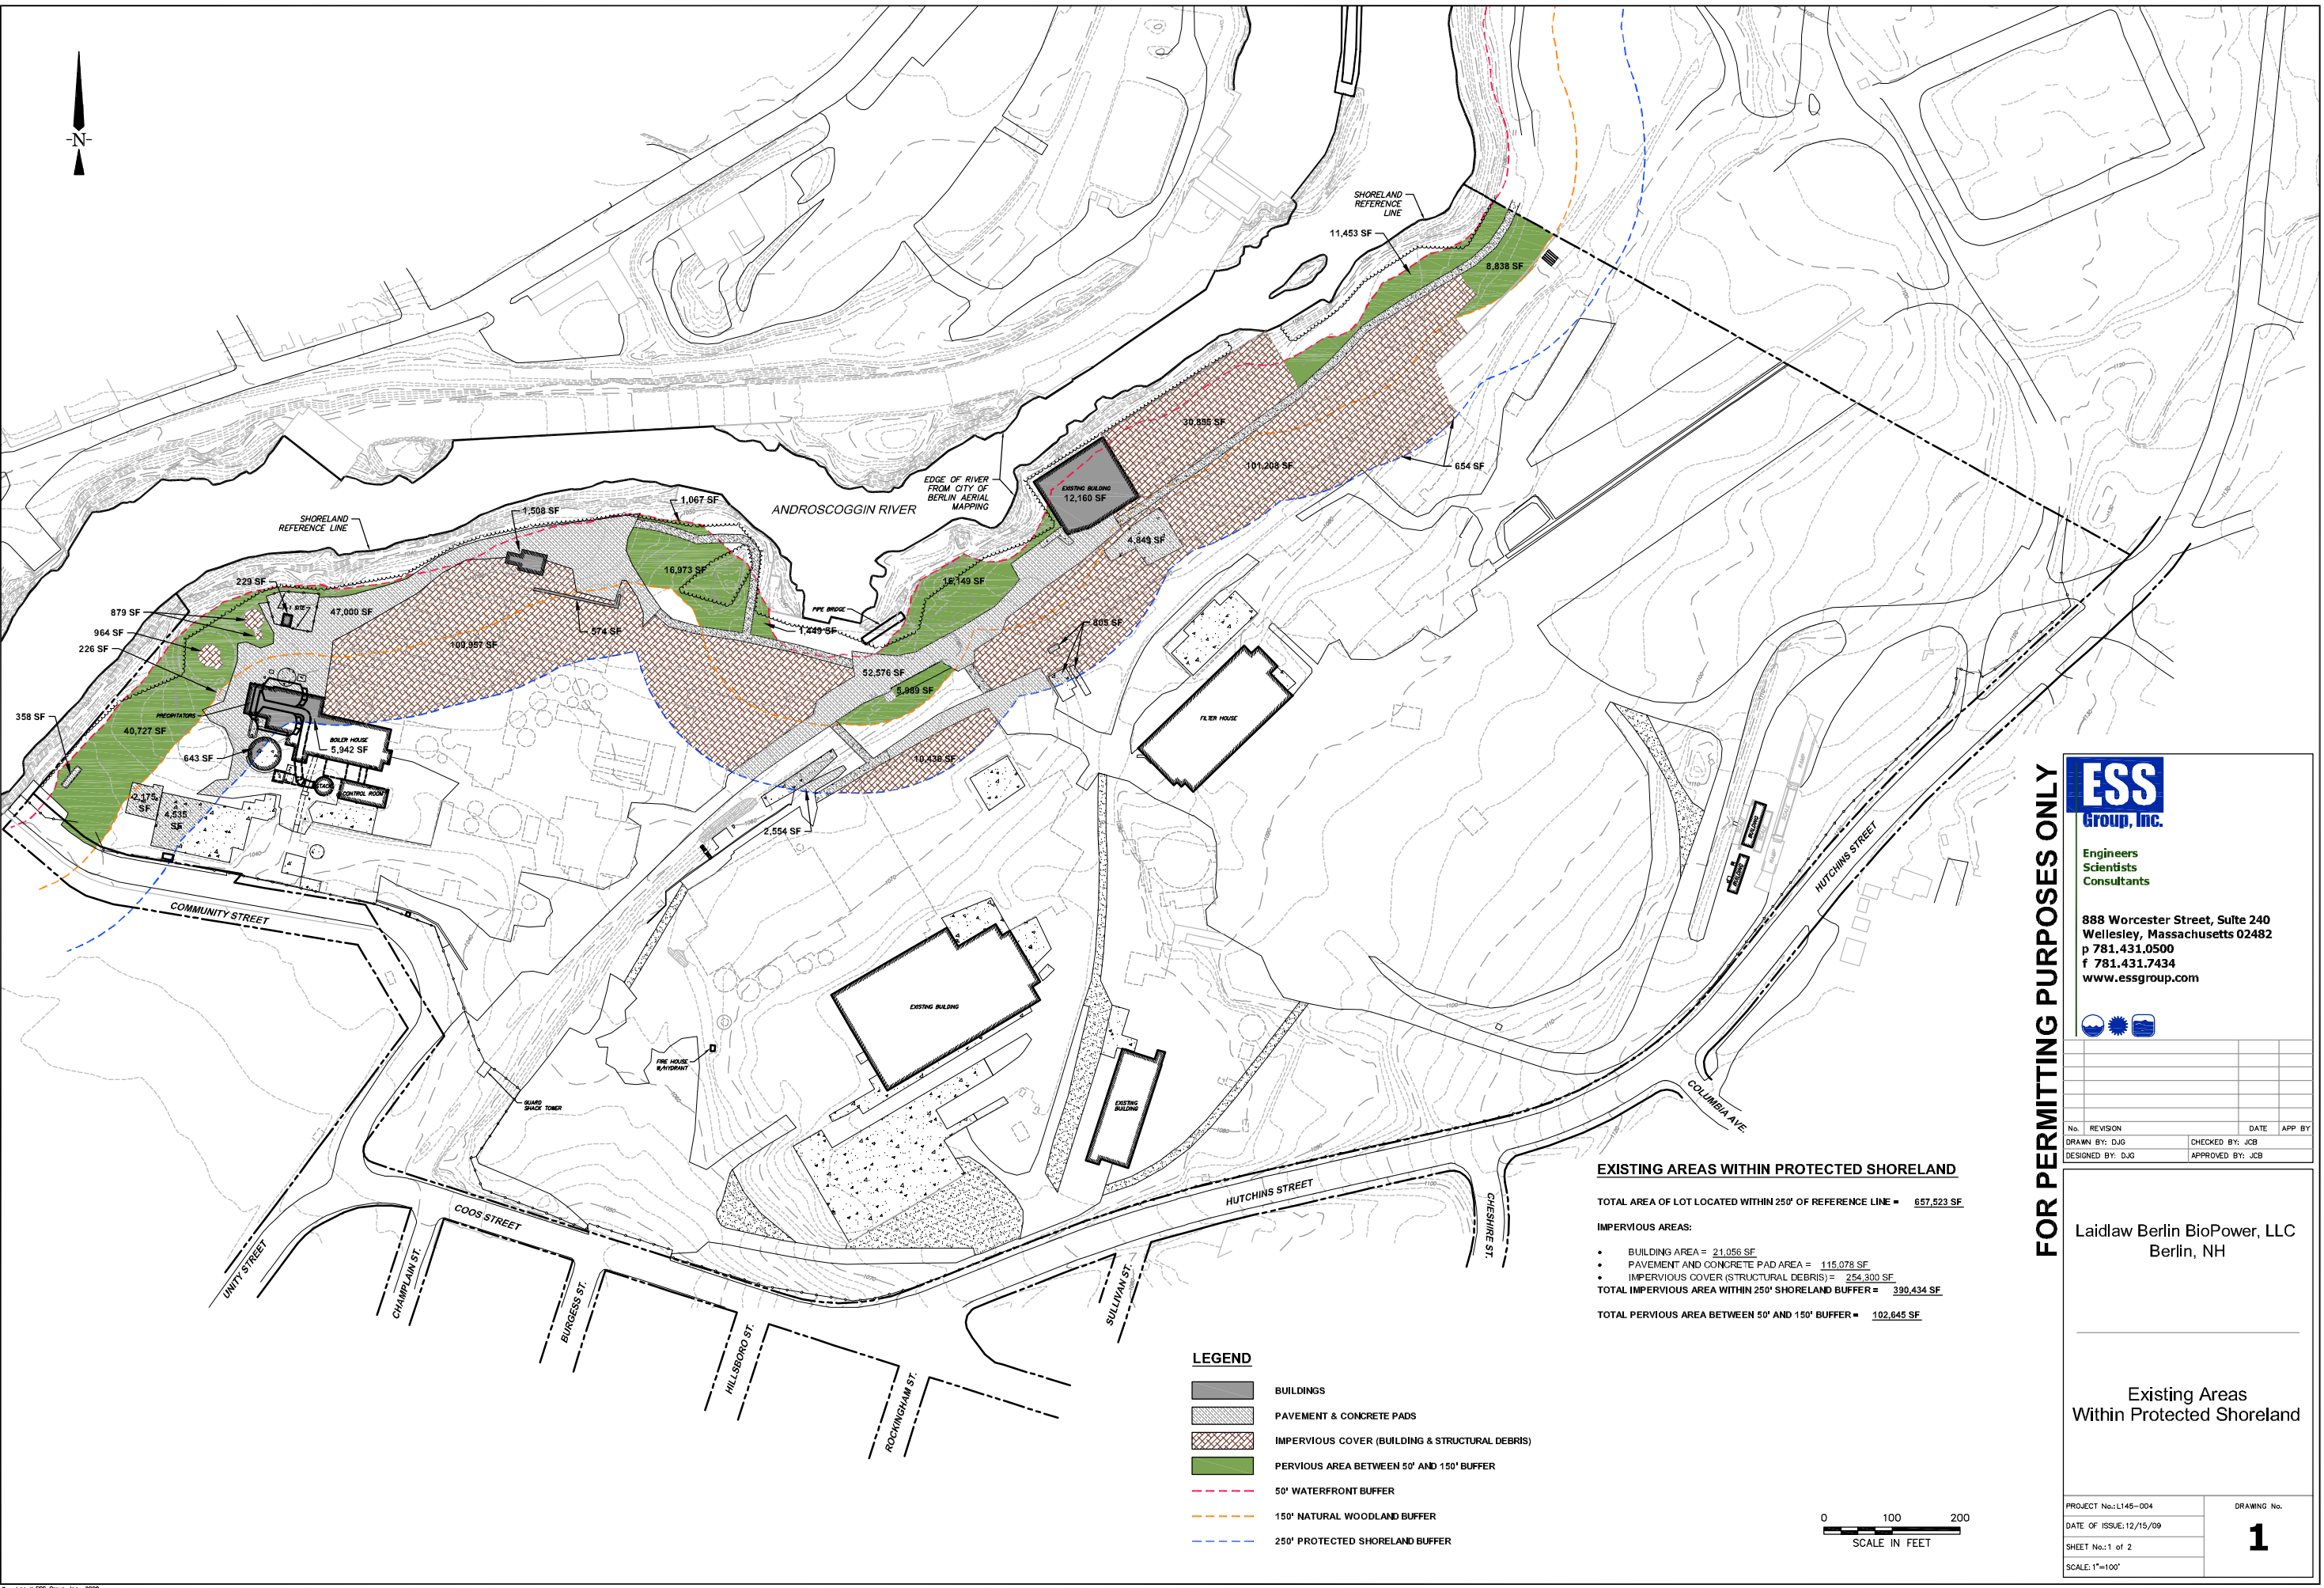 -N-
SHORELAND
REFERENCE
LINE
11,453 SF
8,838 SF
30,855 SF
101,208 SF
654 SF
EXISTING BUILDING
12,160 SF
4,849 SF
EDGE OF RIVER
FROM CITY OF
BERLIN AERIAL
MAPPING
ANDROSCOGGIN RIVER
1,067 SF
1,508 SF
SHORELAND
REFERENCE LINE
16,973 SF
229 SF
47,000 SF
879 SF
964 SF
226 SF
574 SF
109,957 SF
PIPE BRIDGE
1,449 SF
805 SF
52,576 SF
5,989 SF
FILTER HOUSE
358 SF
PRECIPITATORS
40,727 SF
BOILER HOUSE
5,942 SF
643 SF
STACK
CONTROL ROOM
2,175
SF
4,535
SF
10,430 SF
2,554 SF
BUILDING
BUILDING
HUTCHINS STREET
COMMUNITY STREET
EXISTING BUILDING
FIRE HOUSE
W/HYDRANT
GUARD
SHACK TOWER
EXISTING
BUILDING
COLUMBIA AVE.
COOS STREET
HUTCHINS STREET
CHESHIRE ST.
UNITY STREET
CHAMPLAIN ST.
BURGESS ST.
HILLSBORO ST.
ROCKINGHAM ST.
SULLIVAN ST.
EXISTING AREAS WITHIN PROTECTED SHORELAND
TOTAL AREA OF LOT LOCATED WITHIN 250' OF REFERENCE LINE = 657,523 SF
IMPERVIOUS AREAS:
• BUILDING AREA = 21,056 SF
• PAVEMENT AND CONCRETE PAD AREA = 115,078 SF
• IMPERVIOUS COVER (STRUCTURAL DEBRIS) = 254,300 SF
TOTAL IMPERVIOUS AREA WITHIN 250' SHORELAND BUFFER = 390,434 SF
TOTAL PERVIOUS AREA BETWEEN 50' AND 150' BUFFER = 102,645 SF
LEGEND
BUILDINGS
PAVEMENT & CONCRETE PADS
IMPERVIOUS COVER (BUILDING & STRUCTURAL DEBRIS)
PERVIOUS AREA BETWEEN 50' AND 150' BUFFER
50' WATERFRONT BUFFER
150' NATURAL WOODLAND BUFFER
250' PROTECTED SHORELAND BUFFER
0 100 200
SCALE IN FEET
FOR PERMITTING PURPOSES ONLY
ESS
Group, Inc.
Engineers
Scientists
Consultants
888 Worcester Street, Suite 240
Wellesley, Massachusetts 02482
p 781.431.0500
f 781.431.7434
www.essgroup.com
No. REVISION DATE APP BY
DRAWN BY: DJG CHECKED BY: JCB
DESIGNED BY: DJG APPROVED BY: JCB
Laidlaw Berlin BioPower, LLC
Berlin, NH
Existing Areas
Within Protected Shoreland
PROJECT No.: L145-004
DRAWING No.
DATE OF ISSUE: 12/15/09
1
SHEET No.: 1 of 2
SCALE: 1"=100'